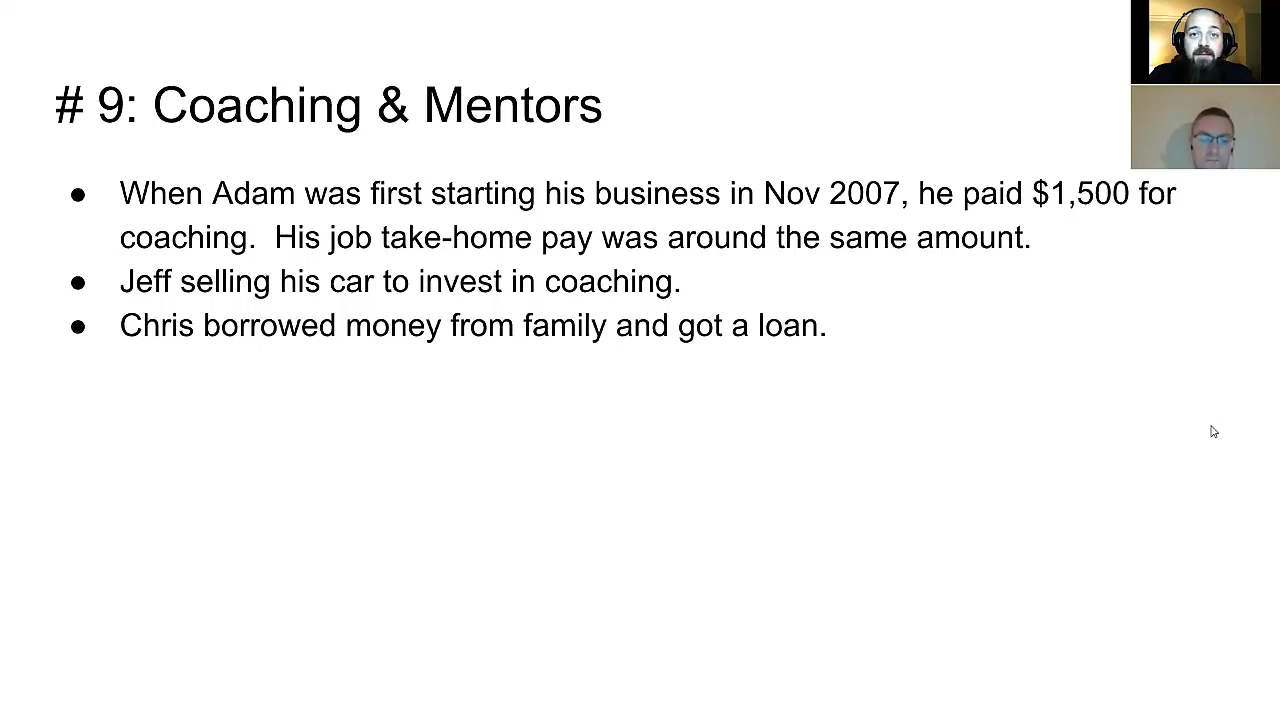 # 9: Coaching & Mentors
● When Adam was first starting his business in Nov 2007, he paid $1,500 for
coaching.  His job take-home pay was around the same amount.
● Jeff selling his car to invest in coaching.
● Chris borrowed money from family and got a loan.